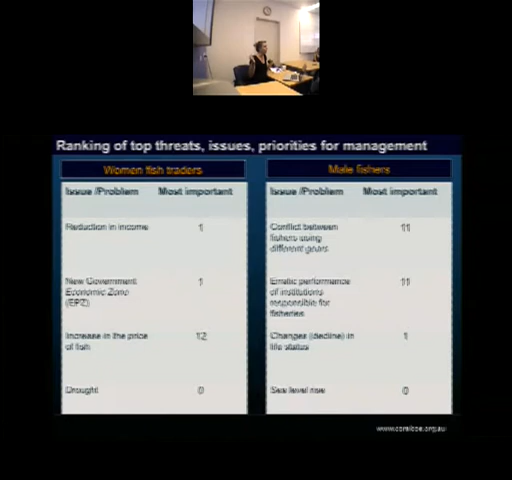 Ranking of top threats, issues, priorities for management
Women fish traders
Issue /Problem Most important
Reduction in income 1
New Government 1
Economic Zone
(EPZ)
Increase in the price 12
of fish
Drought 0
Male fishers
Issue /Problem Most important
Conflict between 11
fishers using
different gears
Erratic performance 11
of institutions
responsible for
fisheries
Changes (decline) in 1
life status
Sea level rise 0
www.coralcoe.org.au